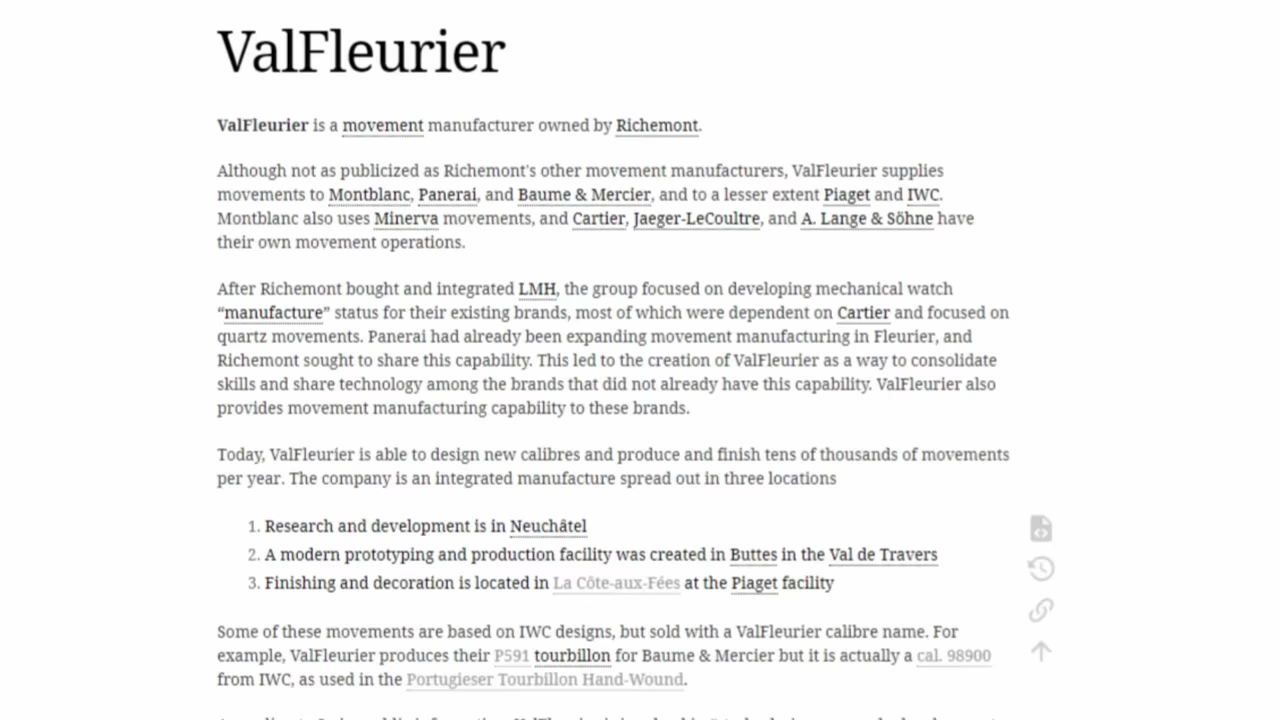 ValFleurier
ValFleurier is a movement manufacturer owned by Richemont.
Although not as publicized as Richemont's other movement manufacturers, ValFleurier supplies
movements to Montblanc, Panerai, and Baume & Mercier, and to a lesser extent Piaget and IWC.
Montblanc also uses Minerva movements, and Cartier, Jaeger-LeCoultre, and A. Lange & Söhne have
their own movement operations.
After Richemont bought and integrated LMH, the group focused on developing mechanical watch
“manufacture” status for their existing brands, most of which were dependent on Cartier and focused on
quartz movements. Panerai had already been expanding movement manufacturing in Fleurier, and
Richemont sought to share this capability. This led to the creation of ValFleurier as a way to consolidate
skills and share technology among the brands that did not already have this capability. ValFleurier also
provides movement manufacturing capability to these brands.
Today, ValFleurier is able to design new calibres and produce and finish tens of thousands of movements
per year. The company is an integrated manufacture spread out in three locations
1. Research and development is in Neuchâtel
2. A modern prototyping and production facility was created in Buttes in the Val de Travers
3. Finishing and decoration is located in La Côte-aux-Fées at the Piaget facility
Some of these movements are based on IWC designs, but sold with a ValFleurier calibre name. For
example, ValFleurier produces their P591 tourbillon for Baume & Mercier but it is actually a cal. 98900
from IWC, as used in the Portugieser Tourbillon Hand-Wound.